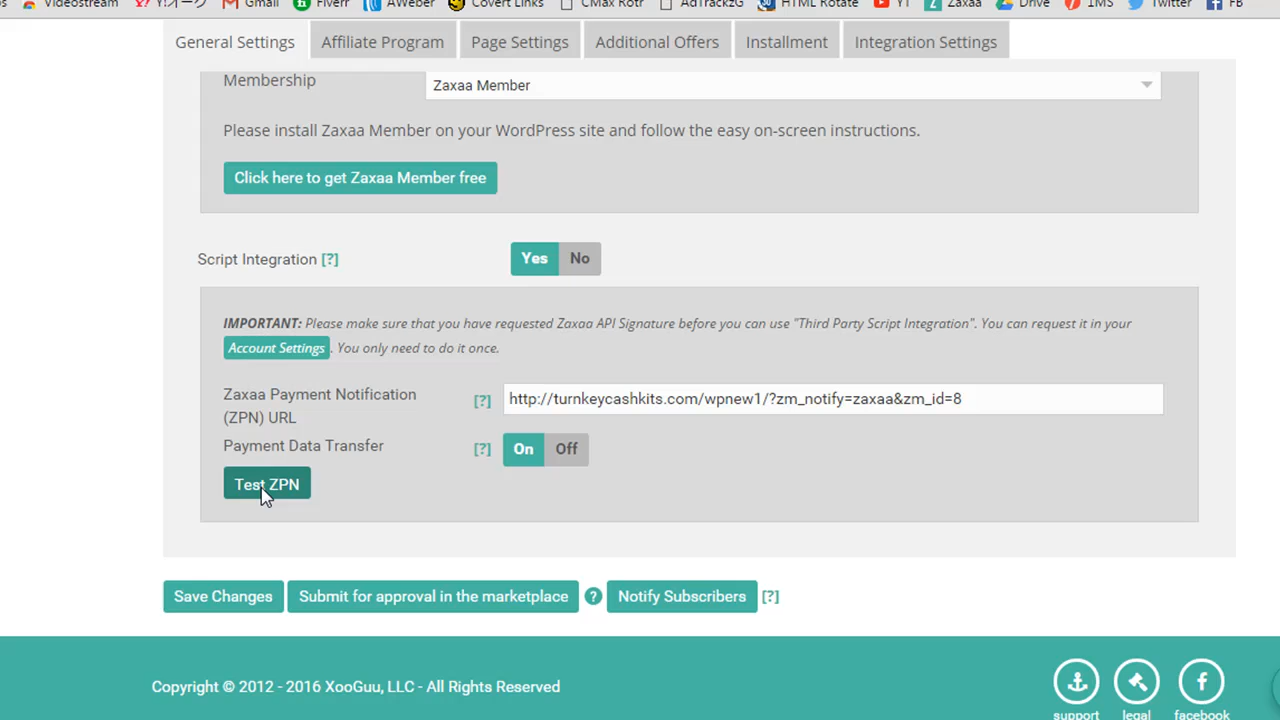 Videostream Y!オーク Gmail Fiverr AWeber Covert Links CMax Rotr AdTrackzG HTML Rotate YT Zaxaa Drive IMS Twitter FB
General Settings Affiliate Program Page Settings Additional Offers Installment Integration Settings
Membership Zaxaa Member
Please install Zaxaa Member on your WordPress site and follow the easy on-screen instructions.
Click here to get Zaxaa Member free
Script Integration [?] Yes No
IMPORTANT: Please make sure that you have requested Zaxaa API Signature before you can use "Third Party Script Integration". You can request it in your
Account Settings . You only need to do it once.
Zaxaa Payment Notification [?] http://turnkeycashkits.com/wpnew1/?zm_notify=zaxaa&zm_id=8
(ZPN) URL
Payment Data Transfer [?] On Off
Test ZPN
Save Changes Submit for approval in the marketplace ? Notify Subscribers [?]
Copyright © 2012 - 2016 XooGuu, LLC - All Rights Reserved
support legal facebook